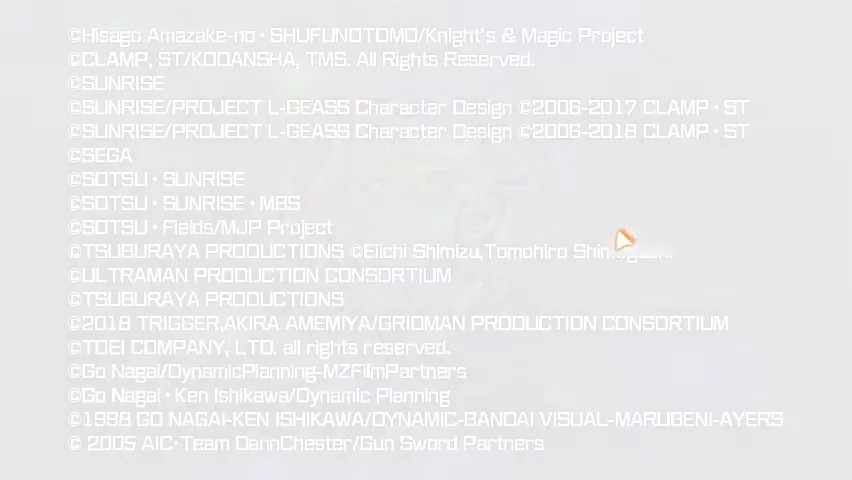 ©Hisago Amazake-no・SHUFUNOTOMO/Knight's & Magic Project
©CLAMP, ST/KODANSHA, TMS. All Rights Reserved.
©SUNRISE
©SUNRISE/PROJECT L-GEASS Character Design ©2006-2017 CLAMP・ST
©SUNRISE/PROJECT L-GEASS Character Design ©2006-2018 CLAMP・ST
©SEGA
©SOTSU・SUNRISE
©SOTSU・SUNRISE・MBS
©SOTSU・Fields/MJP Project
©TSUBURAYA PRODUCTIONS ©Eiichi Shimizu,Tomohiro
©ULTRAMAN PRODUCTION CONSORTIUM
©TSUBURAYA PRODUCTIONS
©2018 TRIGGER,AKIRA AMEMIYA/GRIDMAN PRODUCTION CONSORTIUM
©TOEI COMPANY, LTD. all rights reserved.
©Go Nagai/DynamicPlanning-MZFilmPartners
©Go Nagai・Ken Ishikawa/Dynamic Planning
©1998 GO NAGAI-KEN ISHIKAWA/DYNAMIC-BANDAI VISUAL-MARUBENI-AYERS
© 2005 AIC・Team DannChester/Gun Sword Partners